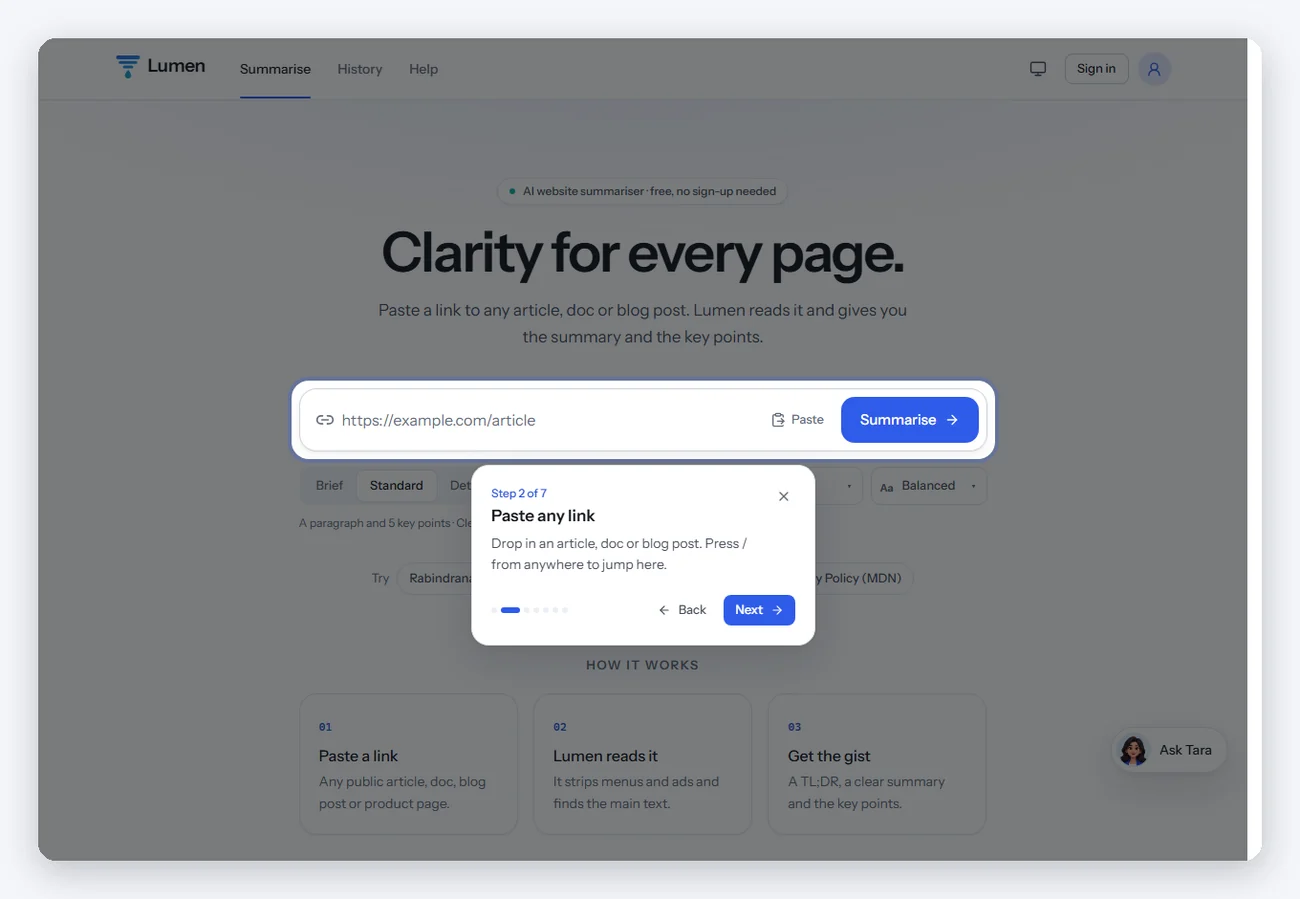 Lumen
Summarise
History
Help
Sign in
AI website summariser · free, no sign-up needed
Clarity for every page.
Paste a link to any article, doc or blog post. Lumen reads it and gives you
the summary and the key points.
https://example.com/article
Paste
Summarise
Brief
Standard
Aa Balanced
A paragraph and 5 key points ·
Step 2 of 7
Paste any link
Drop in an article, doc or blog post. Press /
from anywhere to jump here.
Back
Next
Try
Policy (MDN)
HOW IT WORKS
01
Paste a link
Any public article, doc, blog
post or product page.
02
Lumen reads it
It strips menus and ads and
finds the main text.
03
Get the gist
A TL;DR, a clear summary
and the key points.
Ask Tara